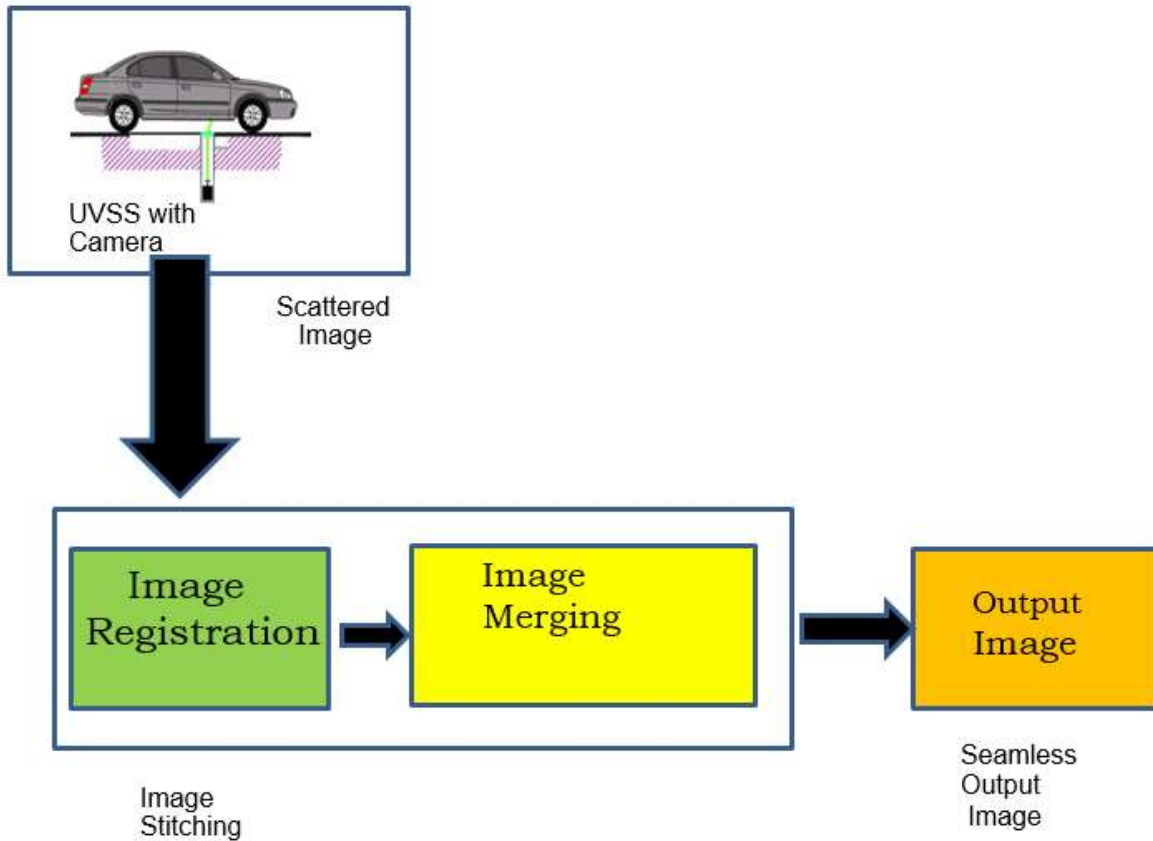 UVSS with
Camera
Scattered
Image
Image
Registration
Image
Merging
Output
Image
Image
Stitching
Seamless
Output
Image